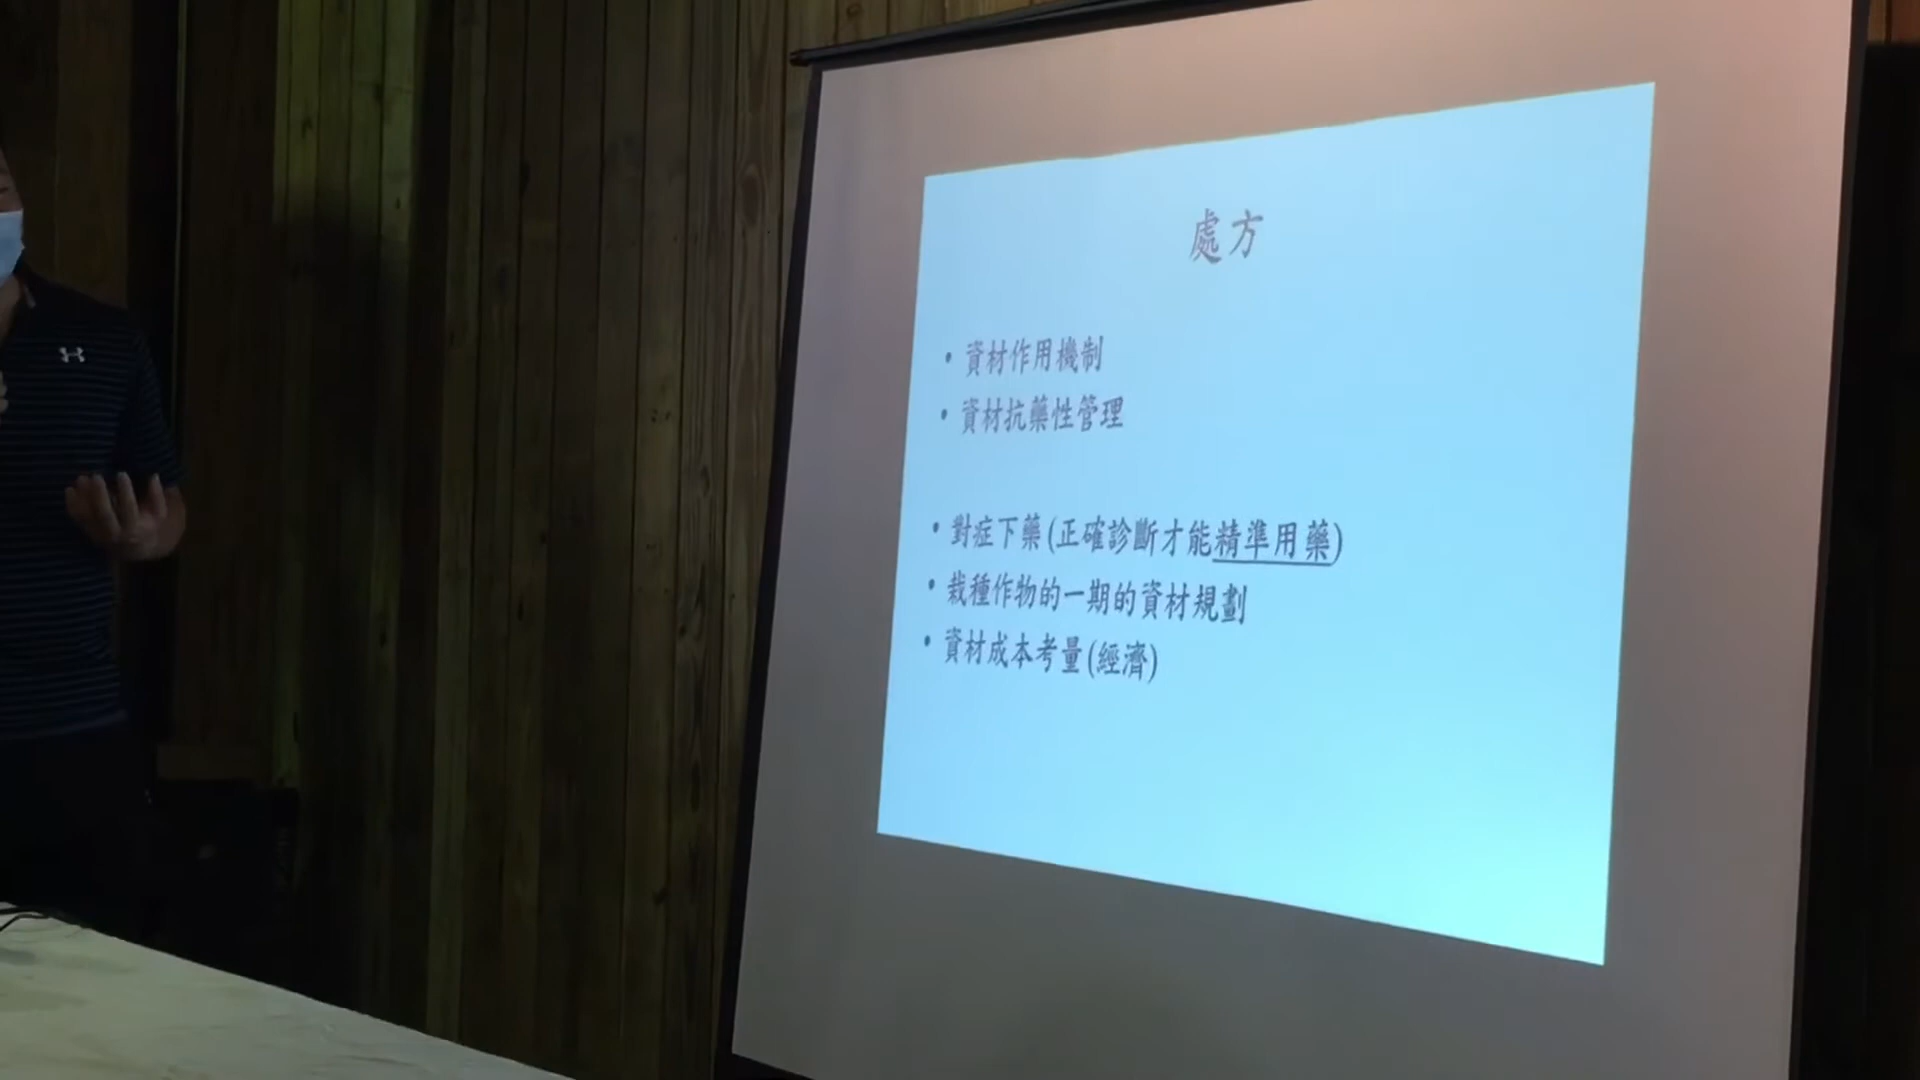 處方
• 資材作用機制
• 資材抗藥性管理
• 對症下藥(正確診斷才能精準用藥)
• 栽種作物的一期的資材規劃
• 資材成本考量(經濟)